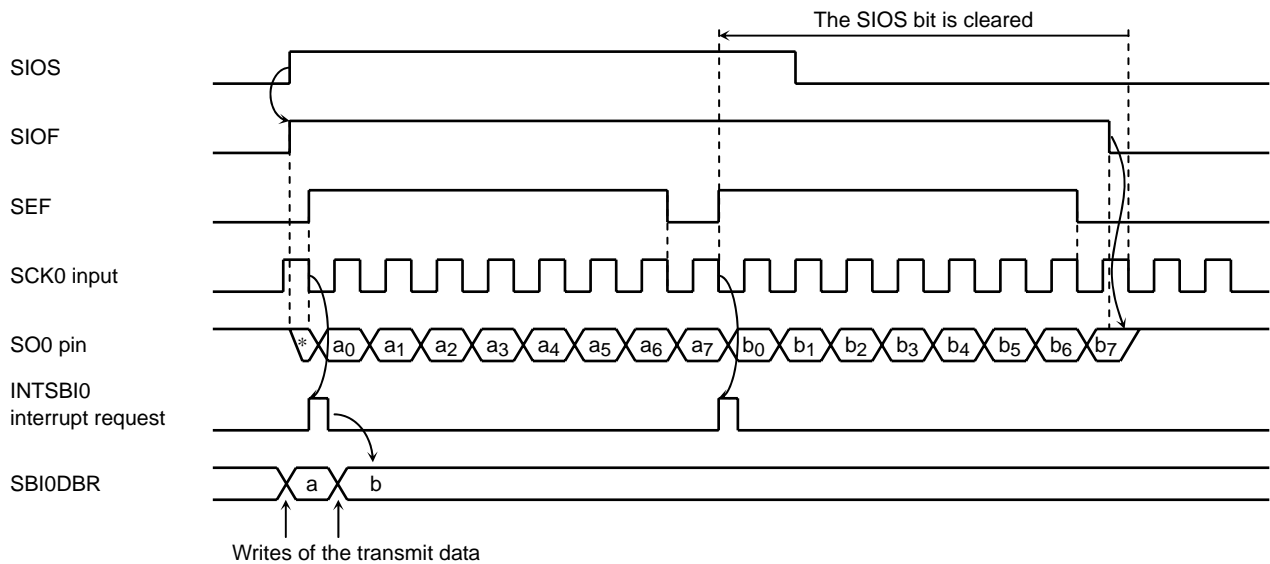 The SIOS bit is cleared
SIOS
SIOF
SEF
SCK0 input
SO0 pin
* a0 a1 a2 a3 a4 a5 a6 a7 b0 b1 b2 b3 b4 b5 b6 b7
INTSBI0
interrupt request
SBI0DBR
a b
Writes of the transmit data